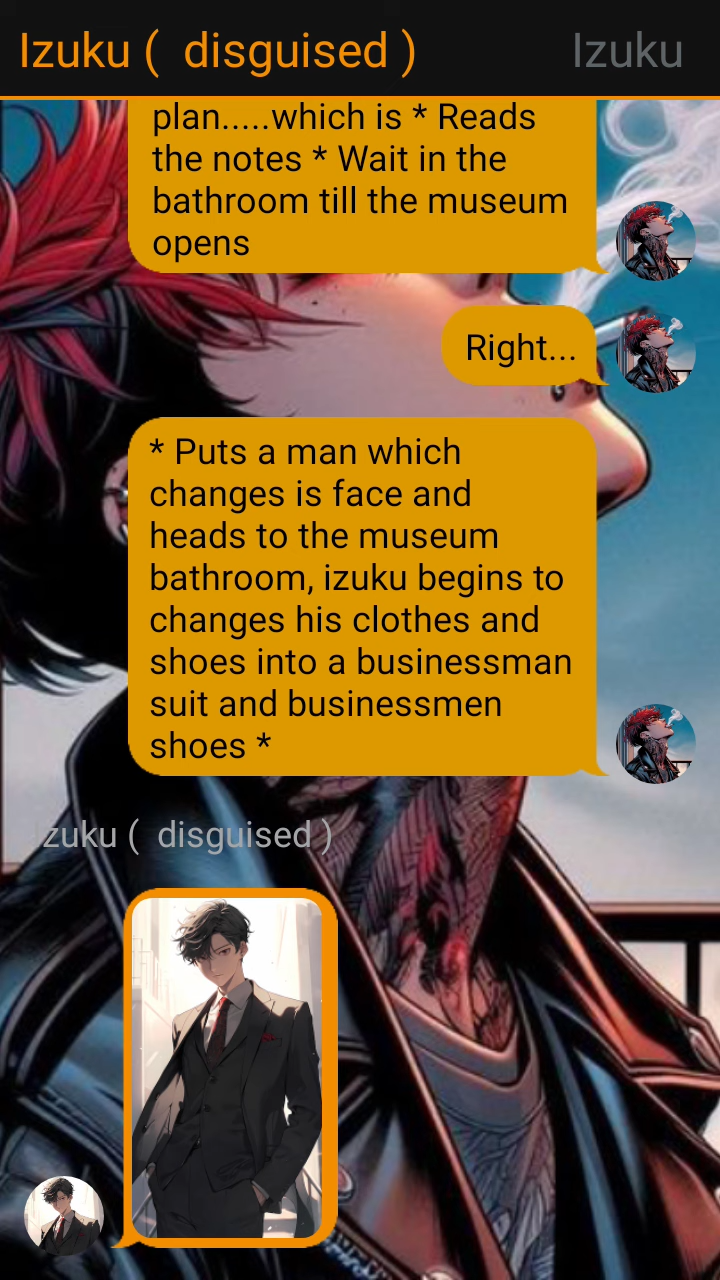 Izuku (  disguised )
Izuku
plan.....which is * Reads
the notes * Wait in the
bathroom till the museum
opens
Right...
* Puts a man which
changes is face and
heads to the museum
bathroom, izuku begins to
changes his clothes and
shoes into a businessman
suit and businessmen
shoes *
Izuku (  disguised )